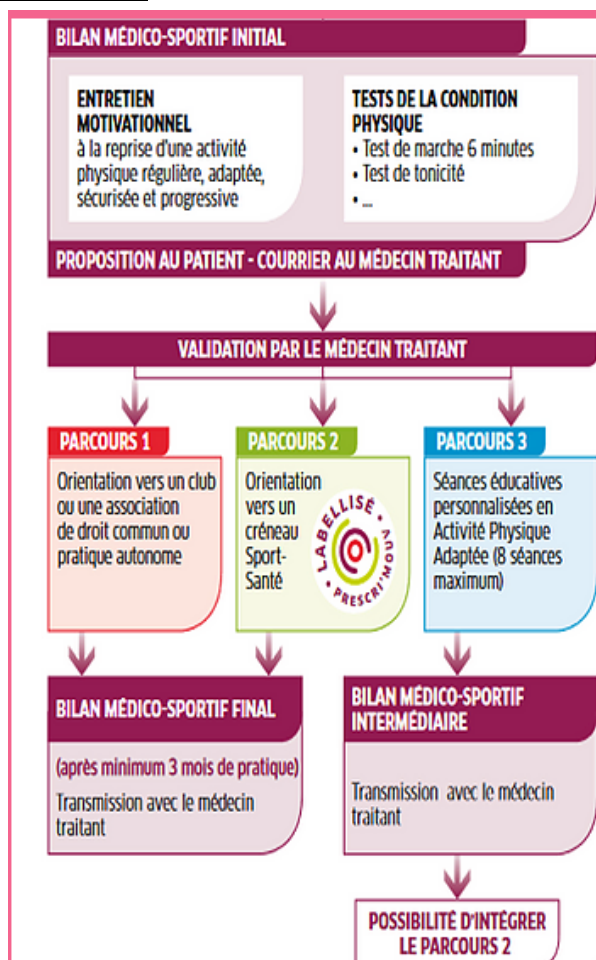 BILAN MÉDICO-SPORTIF INITIAL
ENTRETIEN
MOTIVATIONNEL
à la reprise d'une activité
physique régulière, adaptée,
sécurisée et progressive
TESTS DE LA CONDITION
PHYSIQUE
• Test de marche 6 minutes
• Test de tonicité
• ...
PROPOSITION AU PATIENT - COURRIER AU MÉDECIN TRAITANT
VALIDATION PAR LE MÉDECIN TRAITANT
PARCOURS 1
Orientation vers un club
ou une association
de droit commun ou
pratique autonome
PARCOURS 2
Orientation
vers un
créneau
Sport-
Santé
LABELLISÉ • PRESCRI'MOUV •
PARCOURS 3
Séances éducatives
personnalisées en
Activité Physique
Adaptée (8 séances
maximum)
BILAN MÉDICO-SPORTIF FINAL
(après minimum 3 mois de pratique)
Transmission avec le médecin
traitant
BILAN MÉDICO-SPORTIF
INTERMÉDIAIRE
Transmission avec le médecin
traitant
POSSIBILITÉ D'INTÉGRER
LE PARCOURS 2